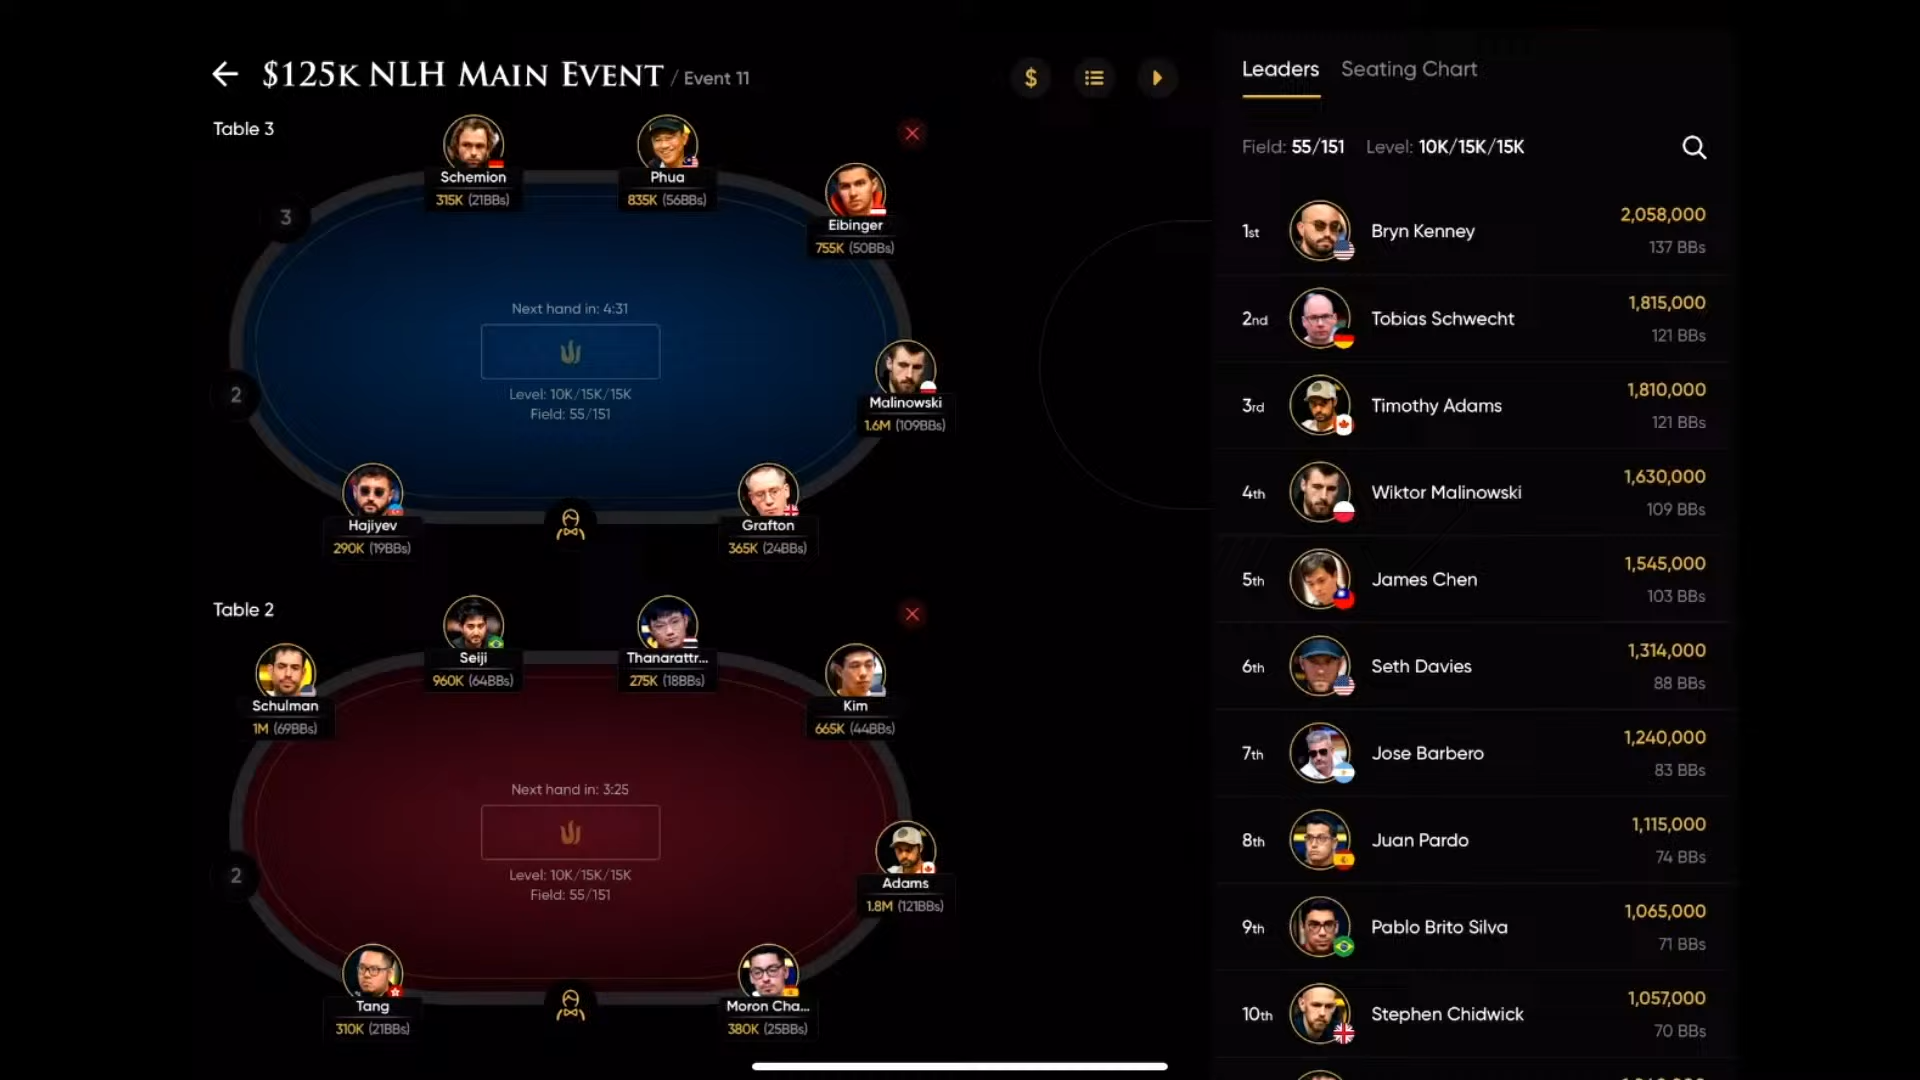 $125K NLH MAIN EVENT / Event 11
$
Table 3
Schemion
315K (21BBs)
Phua
835K (56BBs)
Eibinger
755K (50BBs)
3
Next hand in: 4:31
Level: 10K/15K/15K
Field: 55/151
2
Malinowski
1.6M (109BBs)
Hajiyev
290K (19BBs)
Grafton
365K (24BBs)
Table 2
Schulman
1M (69BBs)
Seiji
960K (64BBs)
Thanarattr...
275K (18BBs)
Kim
665K (44BBs)
Next hand in: 3:25
Level: 10K/15K/15K
Field: 55/151
2
Adams
1.8M (121BBs)
Tang
310K (21BBs)
Moron Cha...
380K (25BBs)
Leaders Seating Chart
Field: 55/151 Level: 10K/15K/15K
1st Bryn Kenney 2,058,000
137 BBs
2nd Tobias Schwecht 1,815,000
121 BBs
3rd Timothy Adams 1,810,000
121 BBs
4th Wiktor Malinowski 1,630,000
109 BBs
5th James Chen 1,545,000
103 BBs
6th Seth Davies 1,314,000
88 BBs
7th Jose Barbero 1,240,000
83 BBs
8th Juan Pardo 1,115,000
74 BBs
9th Pablo Brito Silva 1,065,000
71 BBs
10th Stephen Chidwick 1,057,000
70 BBs